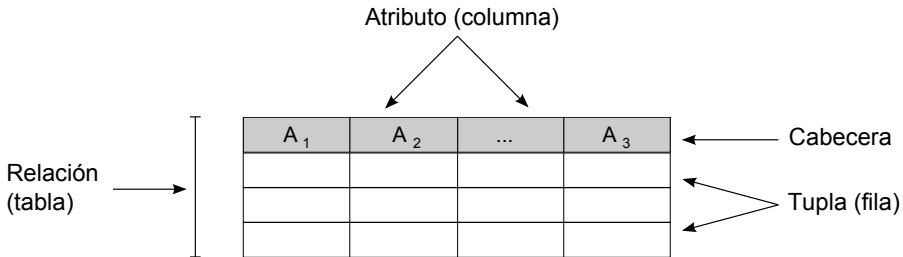 Atributo (columna)
A 1 A 2 ... A 3
Cabecera
Relación
(tabla)
Tupla (fila)